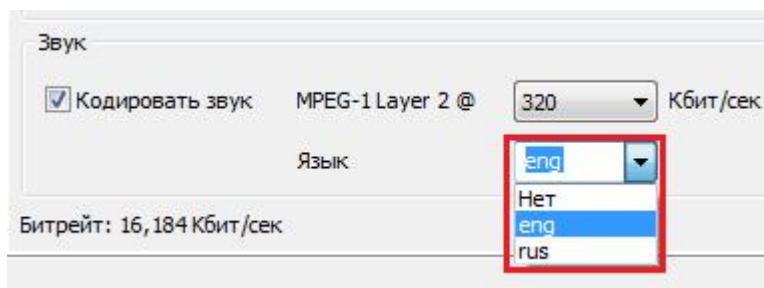 Звук
Кодировать звук MPEG-1 Layer 2 @ 320 Кбит/сек
Язык eng
Нет
eng
rus
Битрейт: 16,184 Кбит/сек